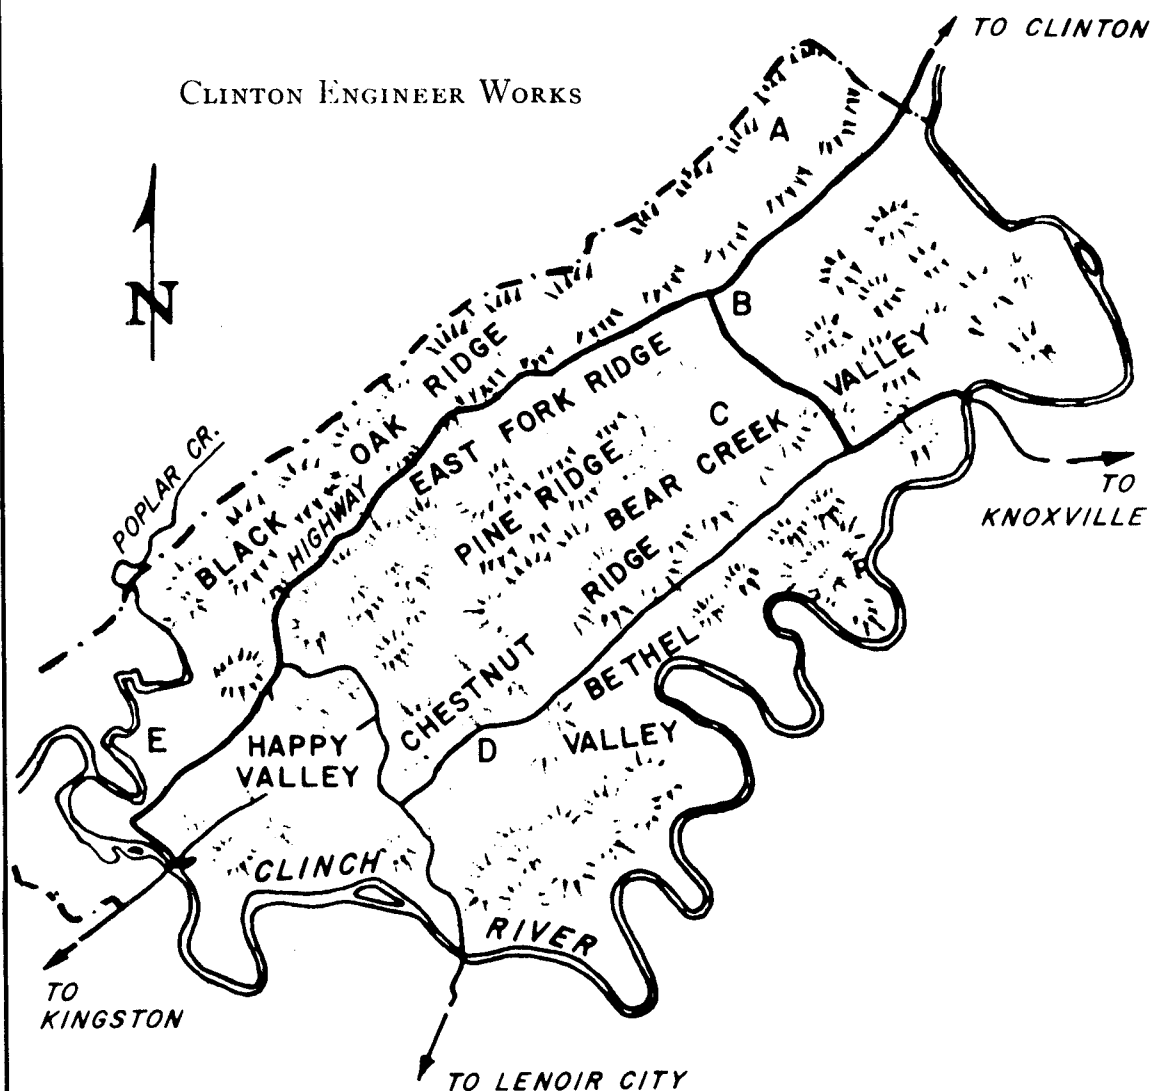 TO CLINTON
CLINTON ENGINEER WORKS
A
N
B
BLACK OAK RIDGE
HIGHWAY
EAST FORK RIDGE
VALLEY
C
POPLAR CR.
PINE RIDGE
BEAR CREEK
TO
KNOXVILLE
CHESTNUT RIDGE
BETHEL
VALLEY
D
E
HAPPY
VALLEY
CLINCH
RIVER
TO
KINGSTON
TO LENOIR CITY